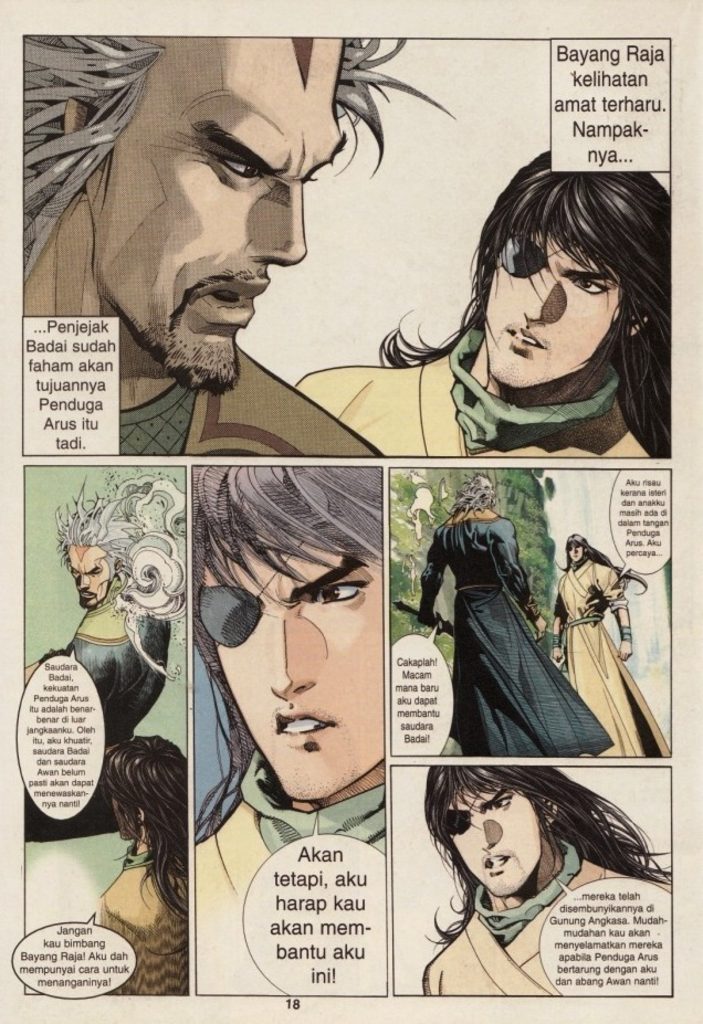 Bayang Raja
kelihatan
amat terharu.
Nampak-
nya...
...Penjejak
Badai sudah
faham akan
tujuannya
Penduga
Arus itu
tadi.
Saudara
Badai,
kekuatan
Penduga Arus
itu adalah benar-
benar di luar
jangkaanku. Oleh
itu, aku khuatir,
saudara Badai
dan saudara
Awan belum
pasti akan dapat
menewaskan-
nya nanti!
Jangan
kau bimbang
Bayang Raja! Aku dah
mempunyai cara untuk
menanganinya!
Akan
tetapi, aku
harap kau
akan mem-
bantu aku
ini!
Cakaplah!
Macam
mana baru
aku dapat
membantu
saudara
Badai!
Aku risau
kerana isteri
dan anakku
masih ada di
dalam tangan
Penduga
Arus. Aku
percaya...
...mereka telah
disembunyikannya di
Gunung Angkasa. Mudah-
mudahan kau akan
menyelamatkan mereka
apabila Penduga Arus
bertarung dengan aku
dan abang Awan nanti!
18